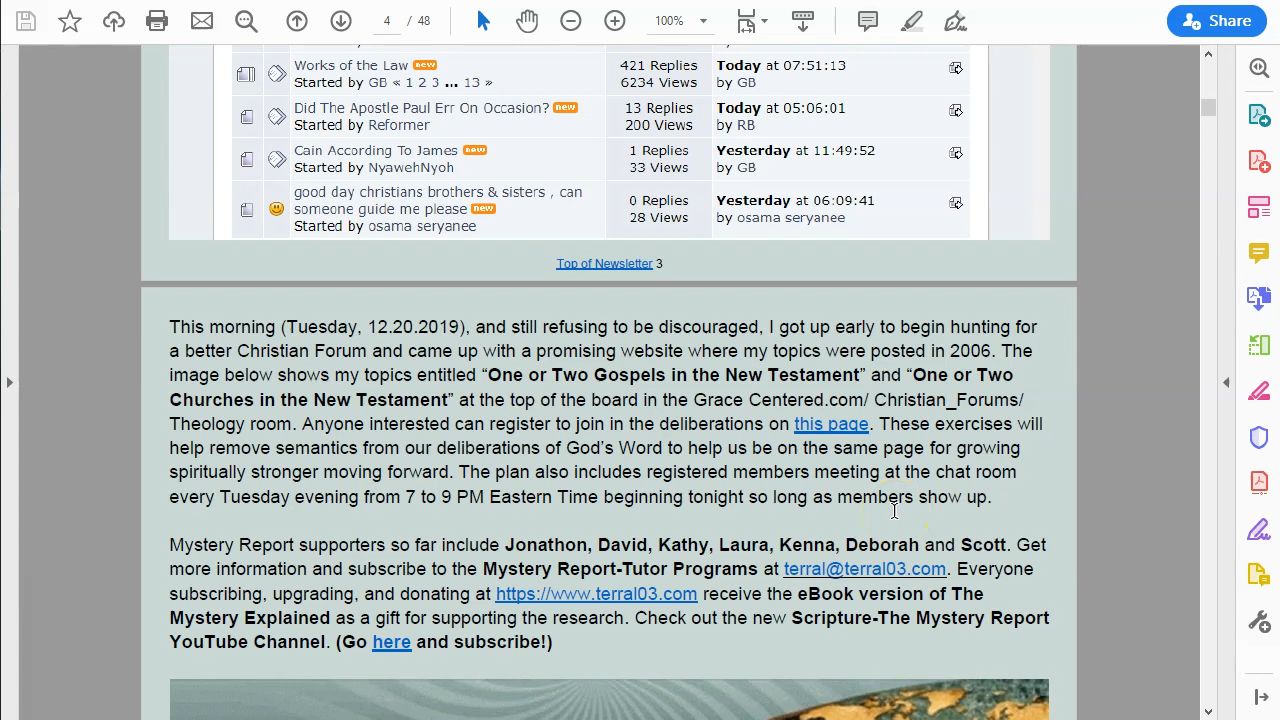 4 / 48 100% Share
Works of the Law new 421 Replies Today at 07:51:13
Started by GB « 1 2 3 ... 13 » 6234 Views by GB
Did The Apostle Paul Err On Occasion? new 13 Replies Today at 05:06:01
Started by Reformer 200 Views by RB
Cain According To James new 1 Replies Yesterday at 11:49:52
Started by NyawehNyoh 33 Views by GB
good day christians brothers & sisters , can
someone guide me please new 0 Replies Yesterday at 06:09:41
Started by osama seryanee 28 Views by osama seryanee
Top of Newsletter 3
This morning (Tuesday, 12.20.2019), and still refusing to be discouraged, I got up early to begin hunting for
a better Christian Forum and came up with a promising website where my topics were posted in 2006. The
image below shows my topics entitled “One or Two Gospels in the New Testament” and “One or Two
Churches in the New Testament” at the top of the board in the Grace Centered.com/ Christian_Forums/
Theology room. Anyone interested can register to join in the deliberations on this page. These exercises will
help remove semantics from our deliberations of God’s Word to help us be on the same page for growing
spiritually stronger moving forward. The plan also includes registered members meeting at the chat room
every Tuesday evening from 7 to 9 PM Eastern Time beginning tonight so long as members show up.
Mystery Report supporters so far include Jonathon, David, Kathy, Laura, Kenna, Deborah and Scott. Get
more information and subscribe to the Mystery Report-Tutor Programs at terral@terral03.com. Everyone
subscribing, upgrading, and donating at https://www.terral03.com receive the eBook version of The
Mystery Explained as a gift for supporting the research. Check out the new Scripture-The Mystery Report
YouTube Channel. (Go here and subscribe!)